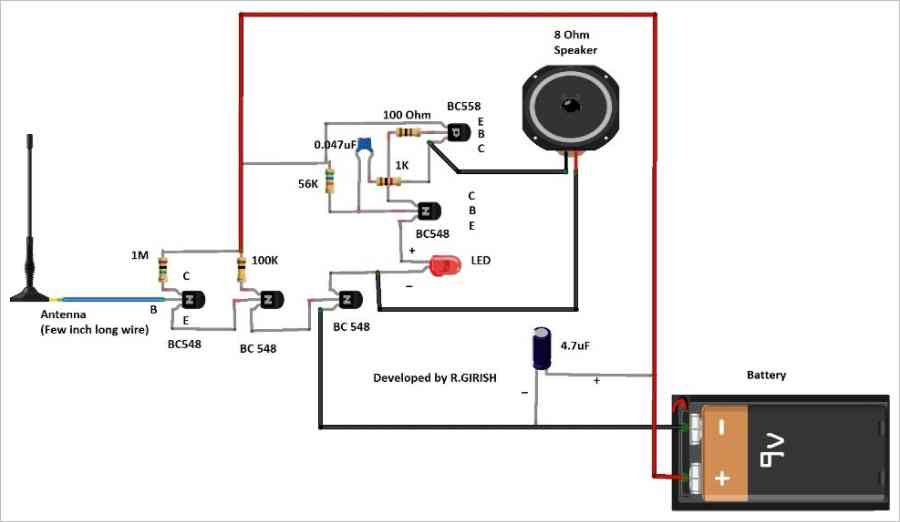 8 Ohm
Speaker
BC558
100 Ohm
E
B
C
0.047uF
1K
56K
C
B
E
BC548
+
LED
−
1M
100K
C
B
E
Antenna
(Few inch long wire)
BC548
BC 548
BC 548
4.7uF
+
−
Developed by R.GIRISH
Battery
−
+
9v
P
N
N
N
N